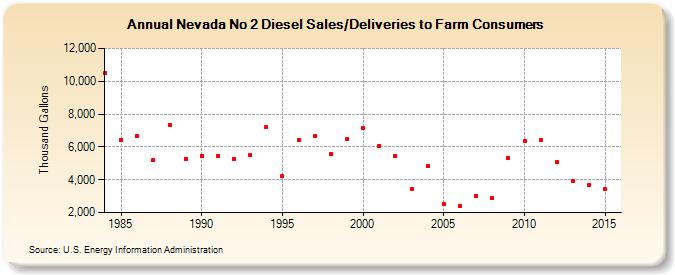 Annual Nevada No 2 Diesel Sales/Deliveries to Farm Consumers
Thousand Gallons
12,000
10,000
8,000
6,000
4,000
2,000
1985 1990 1995 2000 2005 2010 2015
Source: U.S. Energy Information Administration